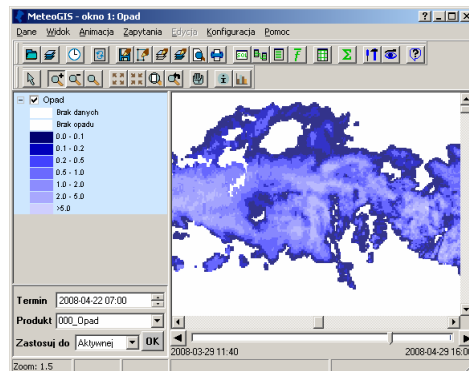 MeteoGIS - okno 1: Opad
Dane Widok Animacja Zapytania Edycja Konfiguracja Pomoc
Opad
Brak danych
Brak opadu
0.0 - 0.1
0.1 - 0.2
0.2 - 0.5
0.5 - 1.0
1.0 - 2.0
2.0 - 5.0
>5.0
Termin 2008-04-22 07:00
Produkt 000_Opad
Zastosuj do Aktywnej OK
2008-03-29 11:40 2008-04-29 16:00
Zoom: 1.5